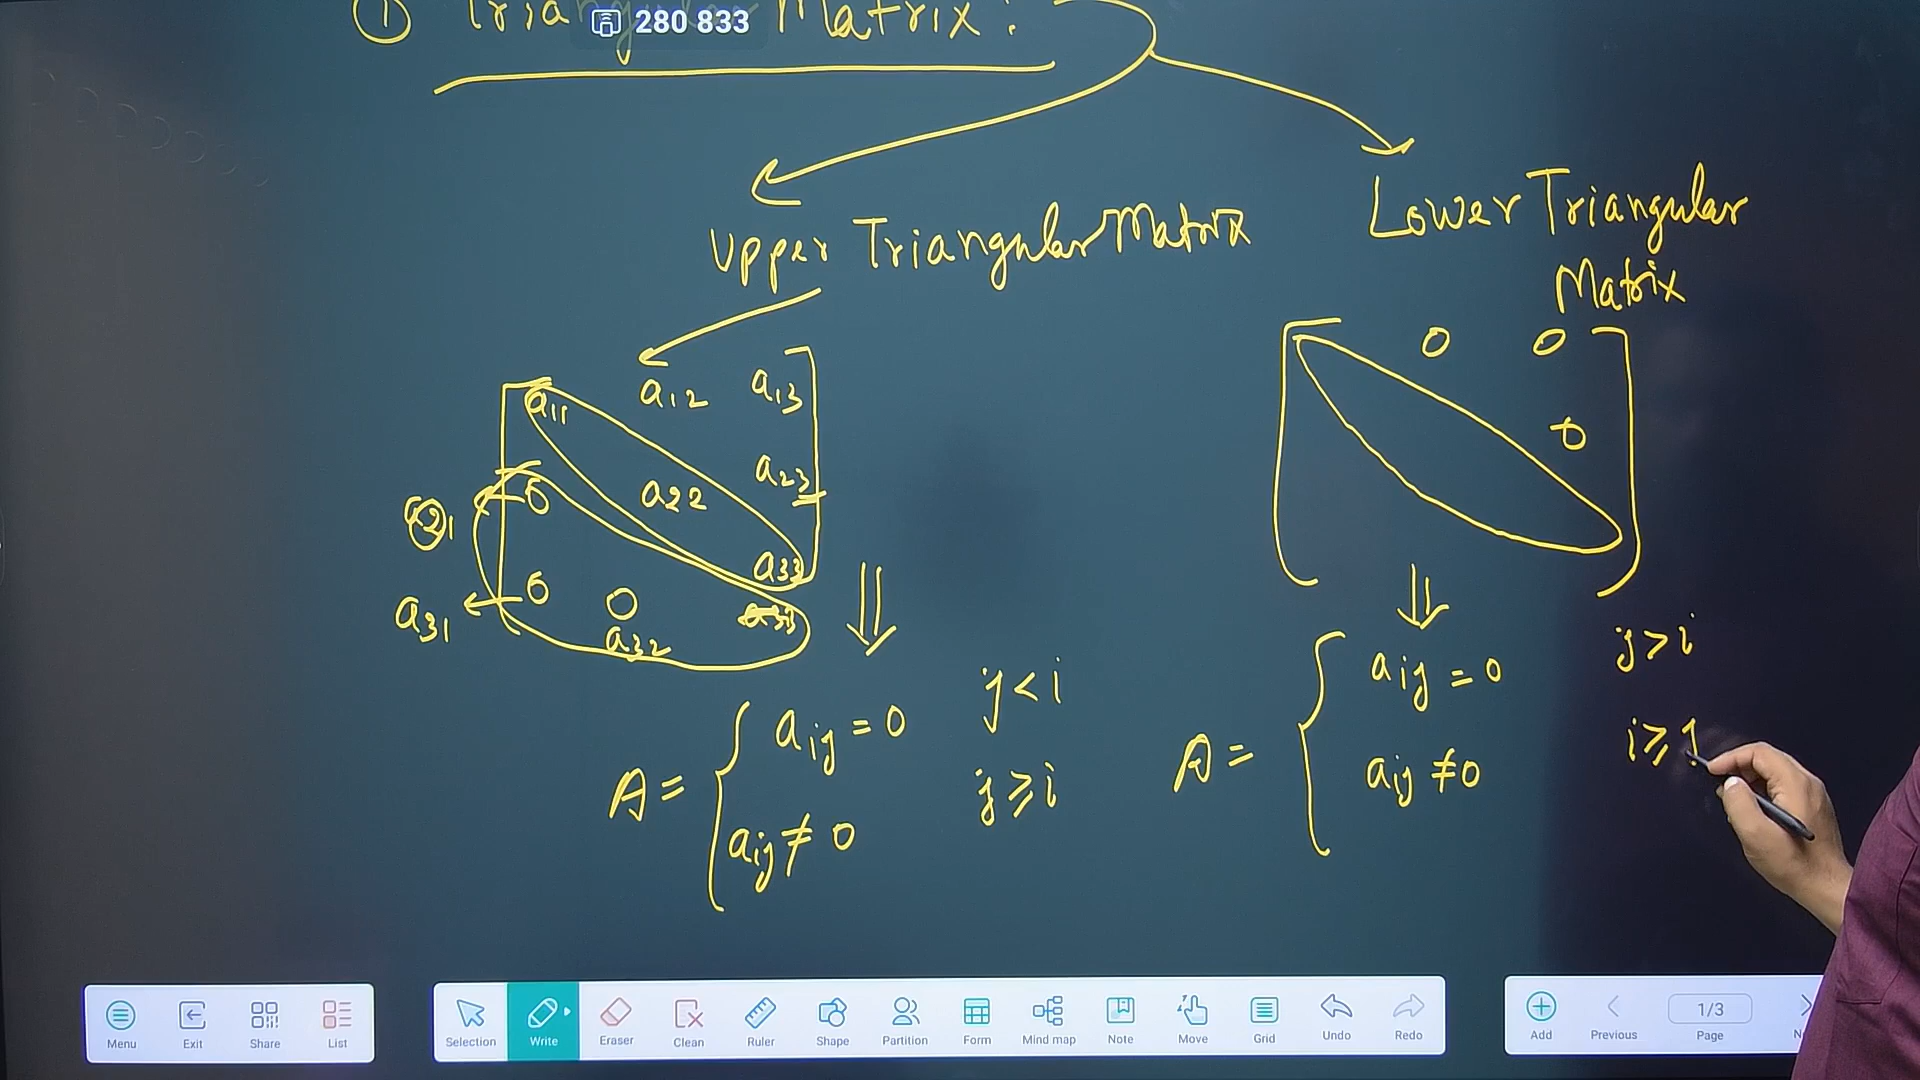 ① Triangular Matrix :
280 833
Upper Triangular Matrix
Lower Triangular
Matrix
a11 a12 a13
0 a22 a23
a21
a33
0 0 a33
a31
a32
0 0
0
A = { aij = 0 j < i
aij ≠ 0 j ≥ i
A = { aij = 0 j > i
aij ≠ 0 i ≥ j
Menu Exit Share List Selection Write Eraser Clean Ruler Shape Partition Form Mind map Note Move Grid Undo Redo Add Previous 1/3 Page